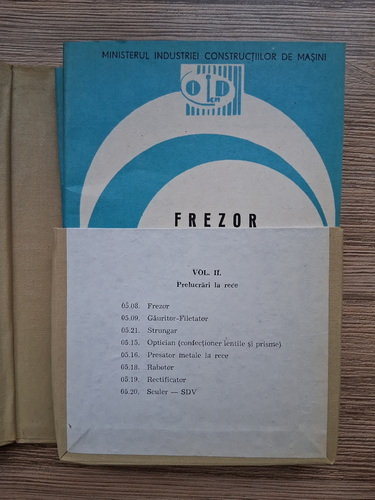 MINISTERUL INDUSTRIEI CONSTRUCȚIILOR DE MAȘINI
FREZOR
VOL. II.
Prelucrări la rece
05.08. Frezor
05.09. Găuritor-Filetator
05.21. Strungar
05.15. Optician (confecționer lentile și prisme)
05.16. Presator metale la rece
05.18. Rabotor
05.19. Rectificator
05.20. Sculer — SDV